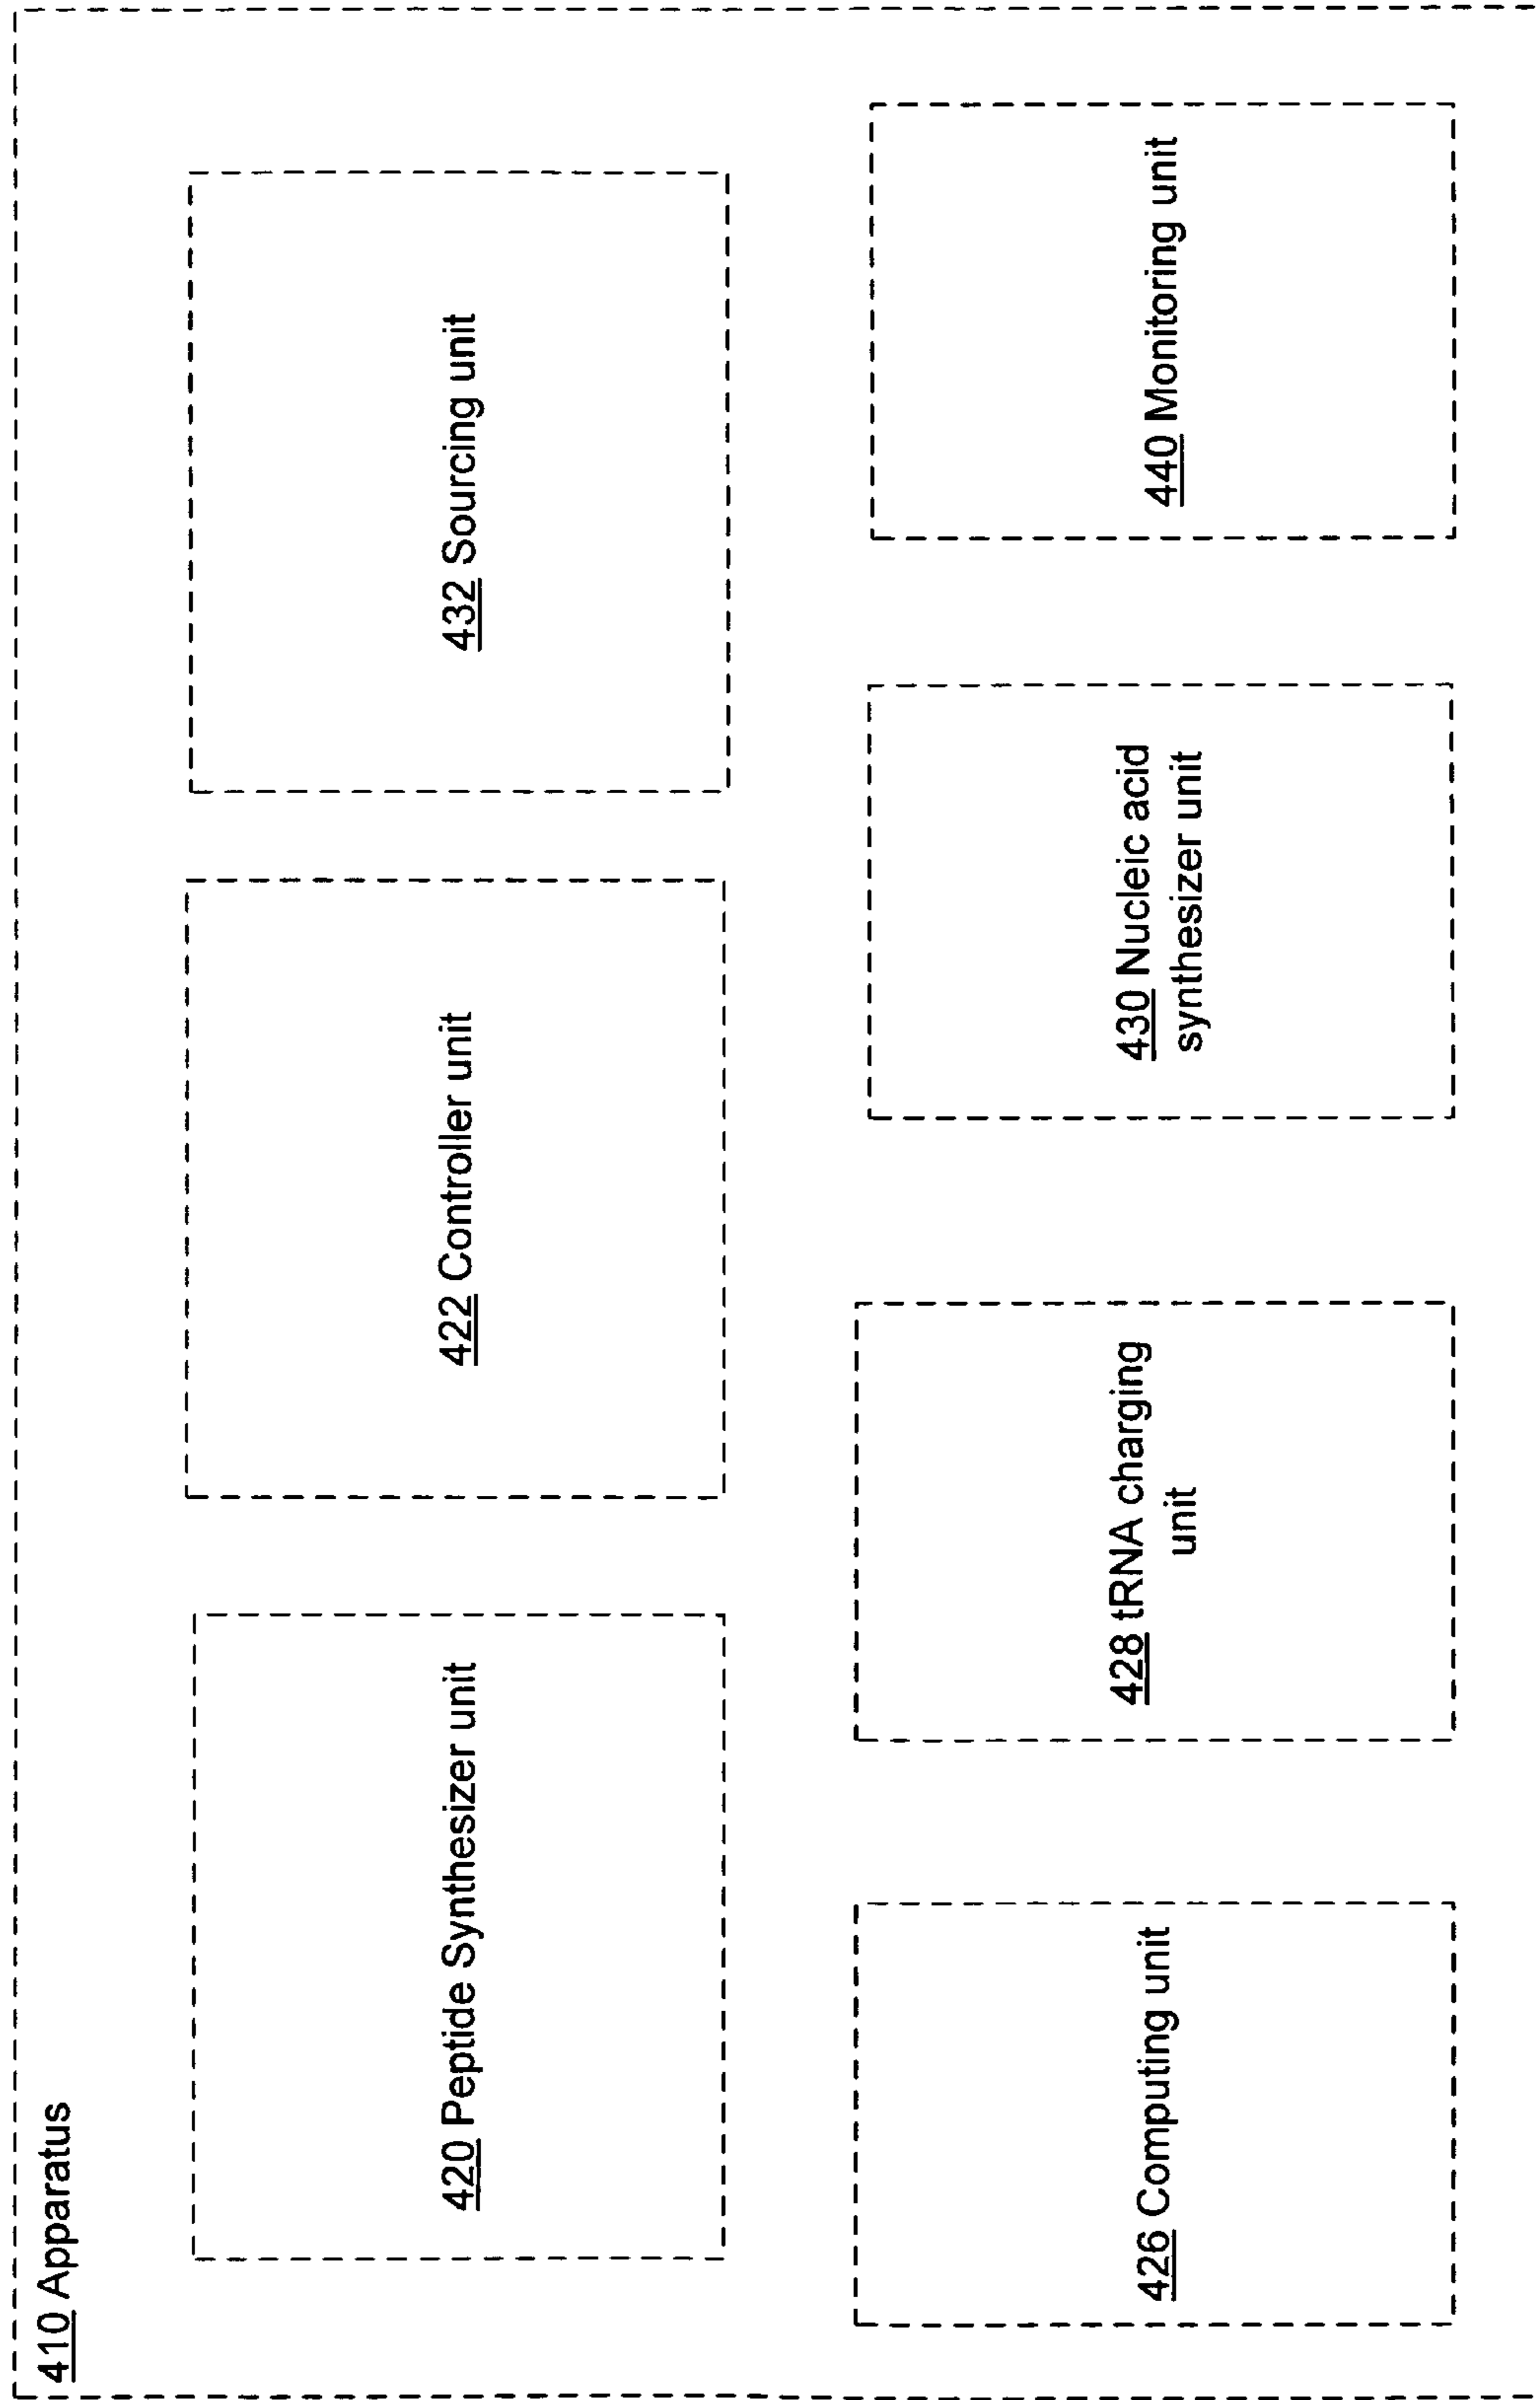 410 Apparatus
420 Peptide Synthesizer unit
422 Controller unit
432 Sourcing unit
426 Computing unit
428 tRNA charging
unit
430 Nucleic acid
synthesizer unit
440 Monitoring unit